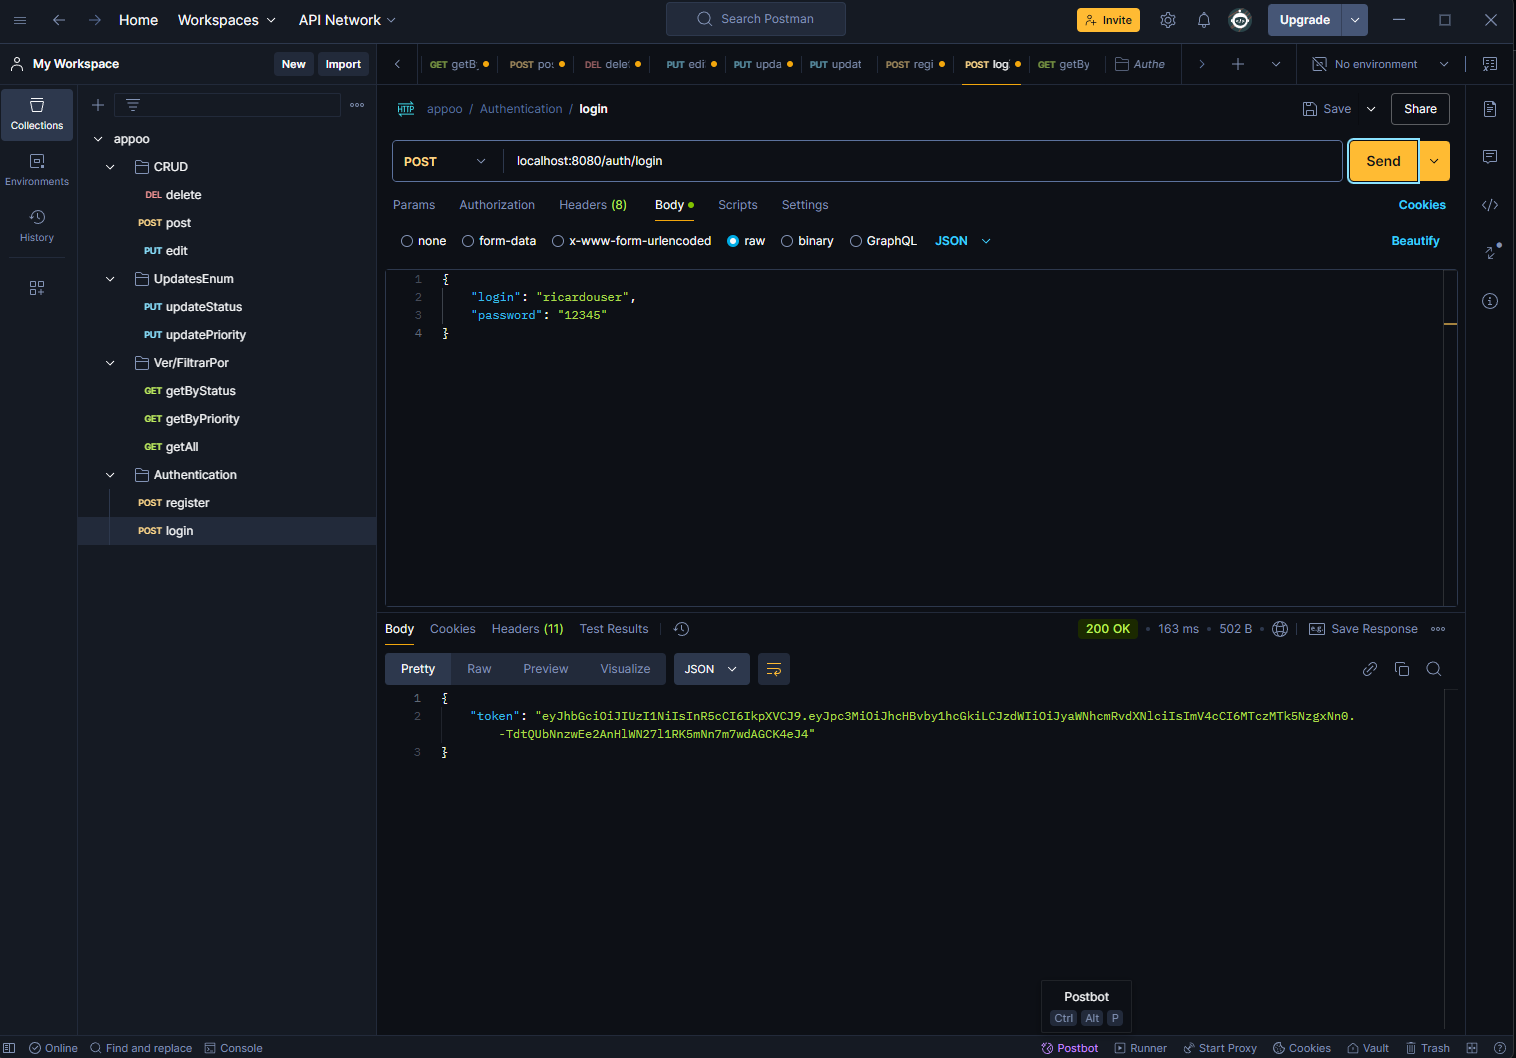 Home Workspaces API Network Search Postman Invite Upgrade
My Workspace New Import
GET getB POST po DEL dele PUT edi PUT upda PUT updat POST regi POST log GET getBy Authe No environment
Collections
Environments
History
appoo
CRUD
DEL delete
POST post
PUT edit
UpdatesEnum
PUT updateStatus
PUT updatePriority
Ver/FiltrarPor
GET getByStatus
GET getByPriority
GET getAll
Authentication
POST register
POST login
HTTP appoo / Authentication / login Save Share
POST localhost:8080/auth/login Send
Params Authorization Headers (8) Body Scripts Settings Cookies
none form-data x-www-form-urlencoded raw binary GraphQL JSON Beautify
1 {
2 "login": "ricardouser",
3 "password": "12345"
4 }
Body Cookies Headers (11) Test Results 200 OK 163 ms 502 B e.g. Save Response
Pretty Raw Preview Visualize JSON
1 {
2 "token": "eyJhbGciOiJIUzI1NiIsInR5cCI6IkpXVCJ9.eyJpc3MiOiJhcHBvby1hcGkiLCJzdWIiOiJyaWNhcmRvdXNlciIsImV4cCI6MTczMTk5NzgxNn0.
-TdtQUbNnzwEe2AnHlWN27l1RK5mNn7m7wdAGCK4eJ4"
3 }
Postbot
Ctrl Alt P
Online Find and replace Console Postbot Runner Start Proxy Cookies Vault Trash